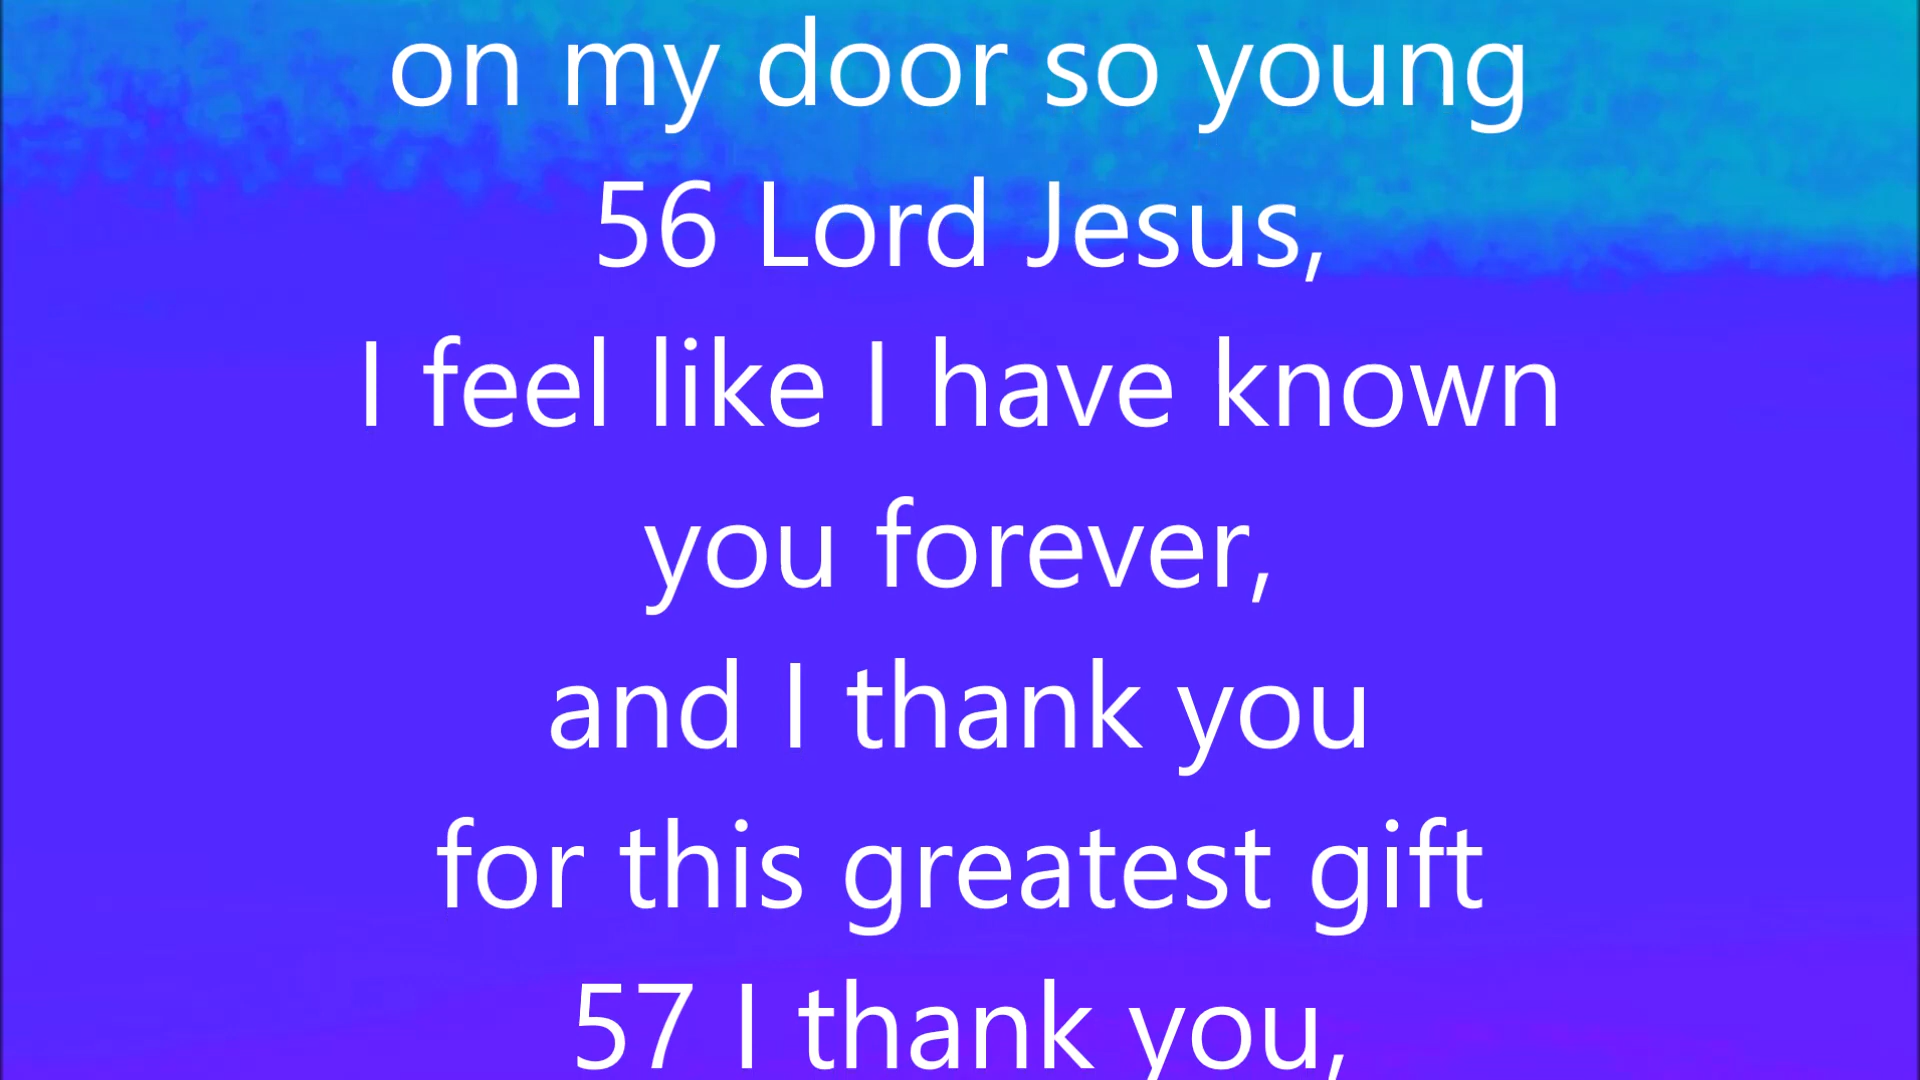 on my door so young
56 Lord Jesus,
I feel like I have known
you forever,
and I thank you
for this greatest gift
57 I thank you,